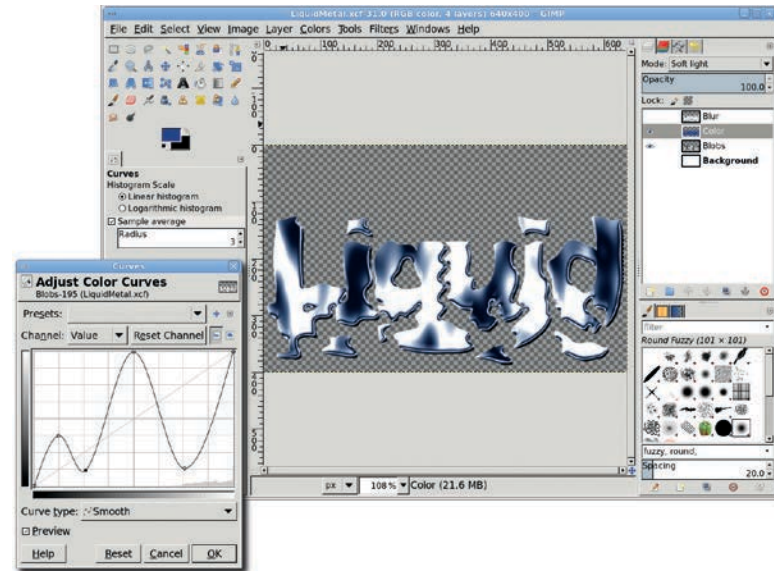 LiquidMetal.xcf-31.0 (RGB color, 4 layers) 640x400 – GIMP
File Edit Select View Image Layer Colors Tools Filters Windows Help
Mode: Soft light
Opacity
100.0
Lock:
Blur
Color
Blobs
Background
Curves
Histogram Scale
Linear histogram
Logarithmic histogram
Sample average
Radius
3
Liquid
Curves
Adjust Color Curves
Blobs-195 (LiquidMetal.xcf)
Presets:
Channel: Value Reset Channel
Curve type: Smooth
Preview
Help Reset Cancel OK
px 108% Color (21.6 MB)
filter
Round Fuzzy (101 × 101)
fuzzy, round,
Spacing
20.0